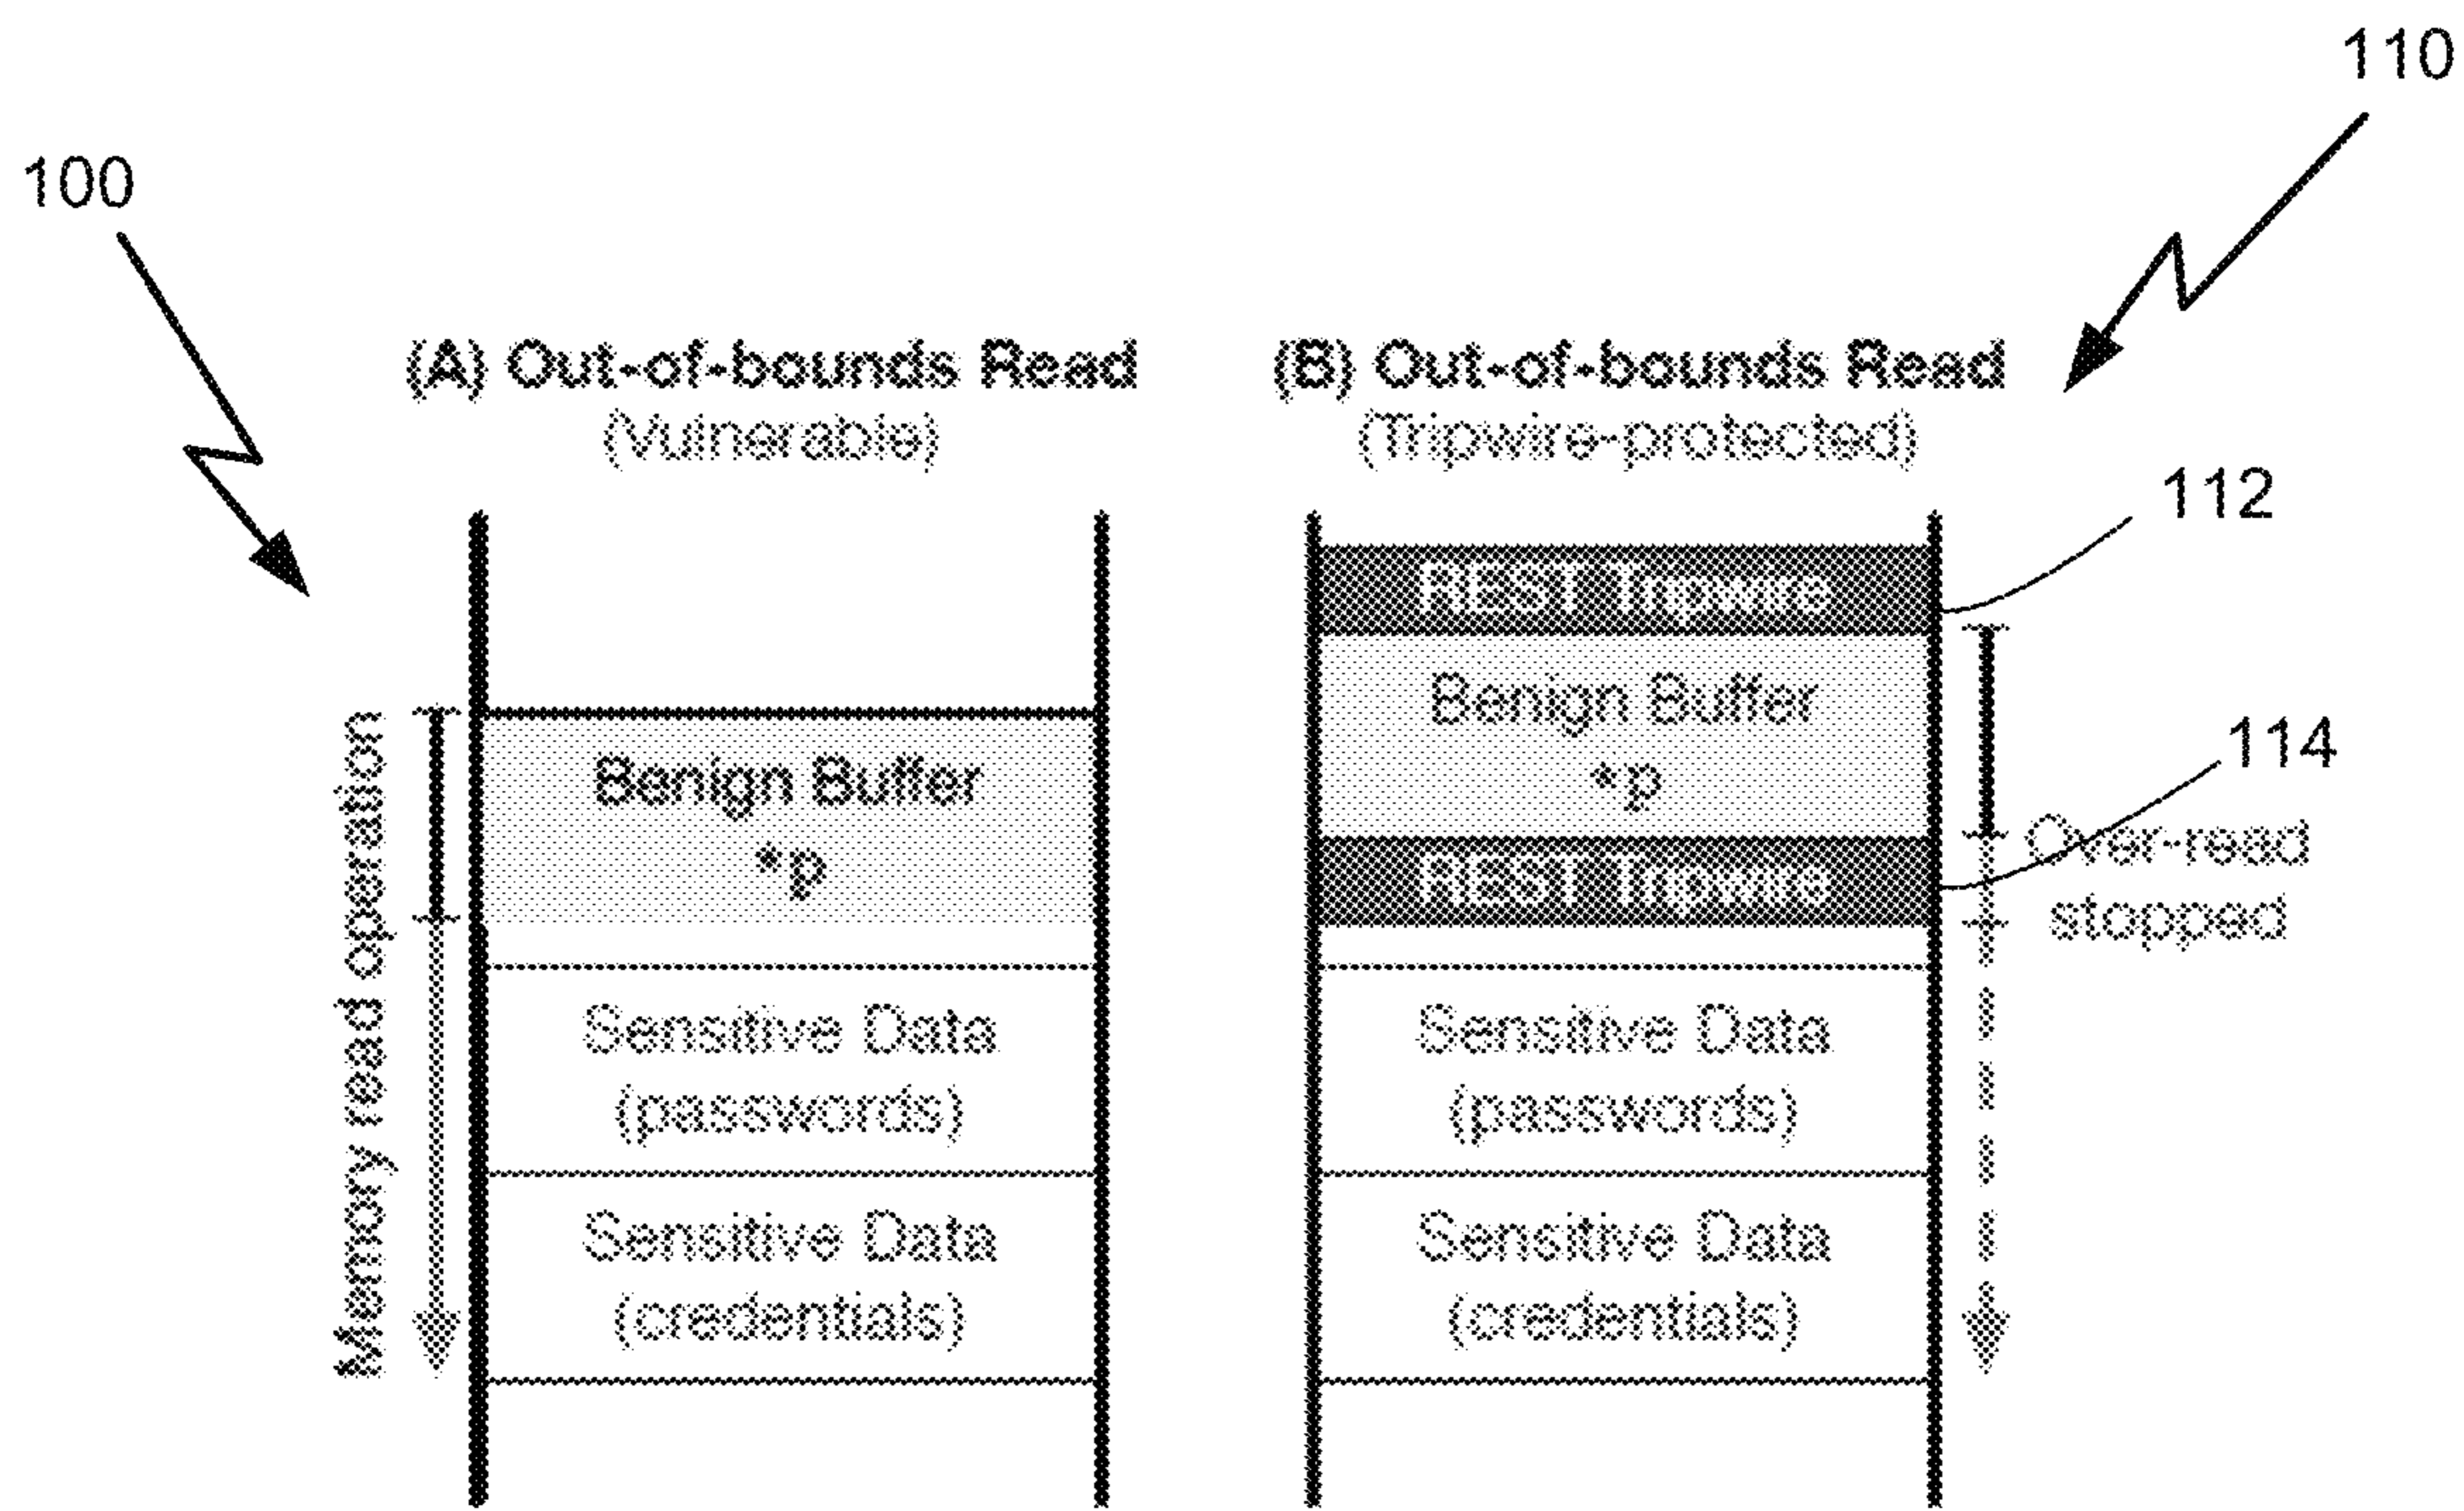 100
110
(A) Out-of-bounds Read
(Vulnerable)
Memory read operation
Benign Buffer
*p
Sensitive Data
(passwords)
Sensitive Data
(credentials)
(B) Out-of-bounds Read
(Tripwire-protected)
112
REST Tripwire
Benign Buffer
*p
114
REST Tripwire
Over-read
stopped
Sensitive Data
(passwords)
Sensitive Data
(credentials)